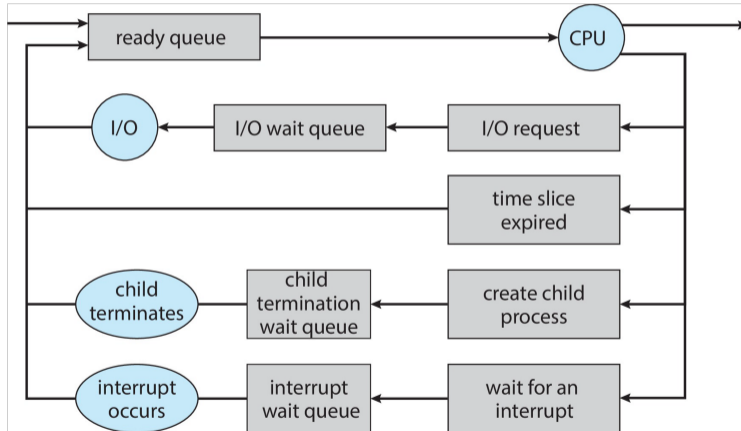 ready queue
CPU
I/O
I/O wait queue
I/O request
time slice
expired
child
terminates
child
termination
wait queue
create child
process
interrupt
occurs
interrupt
wait queue
wait for an
interrupt